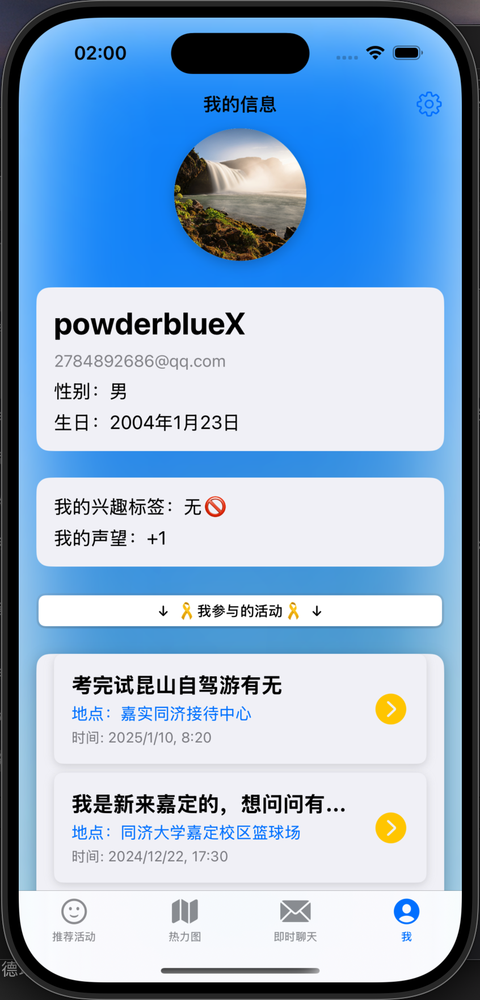 02:00
我的信息
powderblueX
2784892686@qq.com
性别：男
生日：2004年1月23日
我的兴趣标签：无🚫
我的声望：+1
↓ 🎗️我参与的活动🎗️ ↓
考完试昆山自驾游有无
地点：嘉实同济接待中心
时间: 2025/1/10, 8:20
我是新来嘉定的，想问问有...
地点：同济大学嘉定校区篮球场
时间: 2024/12/22, 17:30
推荐活动
热力图
即时聊天
我
德